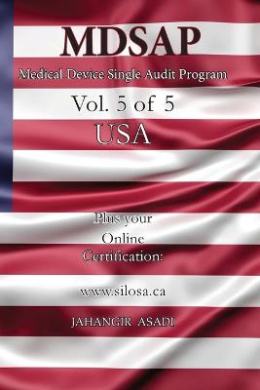 MDSAP
Medical Device Single Audit Program
Vol. 5 of 5
USA
Plus your
Online
Certification:
www.silosa.ca
JAHANGIR ASADI